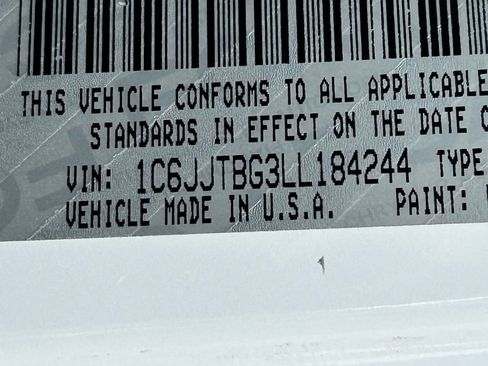 THIS VEHICLE CONFORMS TO ALL APPLICABLE
STANDARDS IN EFFECT ON THE DATE
VIN: 1C6JJTBG3LL184244 TYPE
VEHICLE MADE IN U.S.A. PAINT: